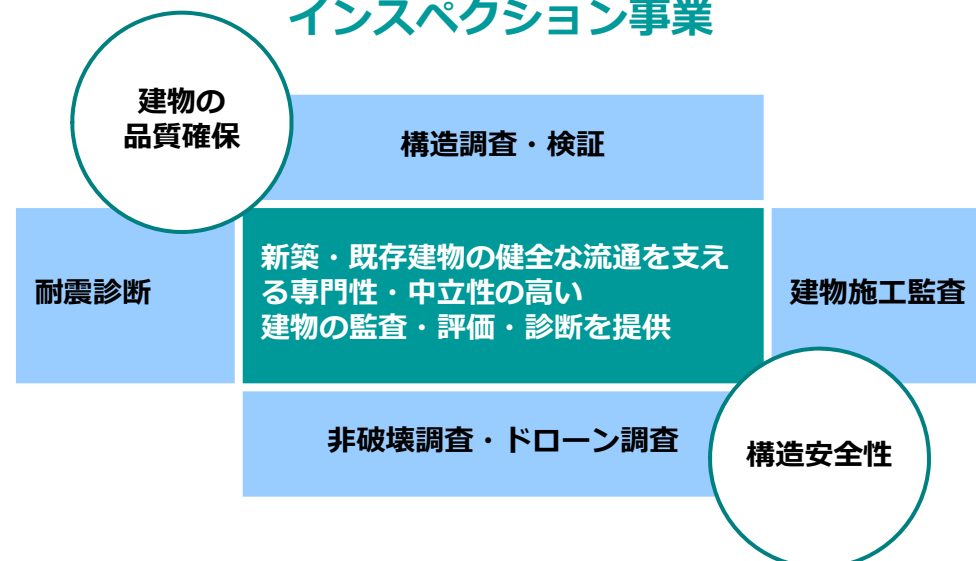 インスペクション事業
建物の
品質確保
構造調査・検証
耐震診断
新築・既存建物の健全な流通を支え
る専門性・中立性の高い
建物の監査・評価・診断を提供
建物施工監査
非破壊調査・ドローン調査
構造安全性